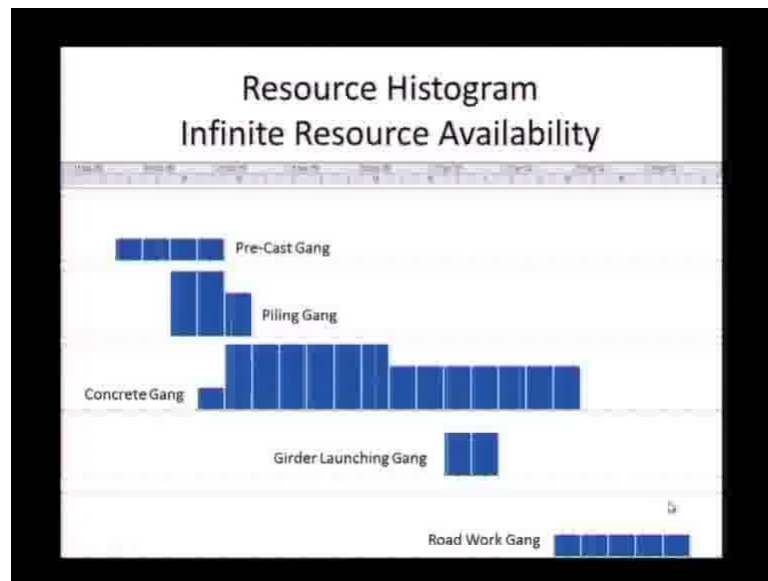 Resource Histogram
Infinite Resource Availability
Pre-Cast Gang
Piling Gang
Concrete Gang
Girder Launching Gang
Road Work Gang